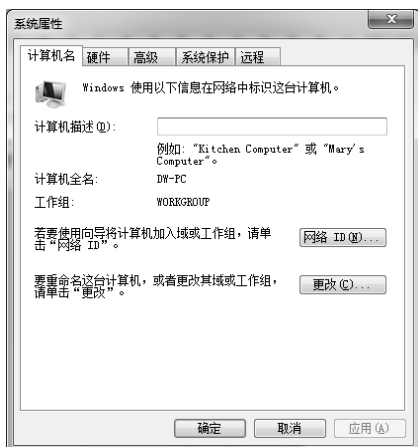 系统属性
计算机名 硬件 高级 系统保护 远程
Windows 使用以下信息在网络中标识这台计算机。
计算机描述(D):
例如: "Kitchen Computer" 或 "Mary's
Computer"。
计算机全名: DW-PC
工作组: WORKGROUP
若要使用向导将计算机加入域或工作组，请单
击“网络 ID”。
网络 ID(N)...
要重命名这台计算机，或者更改其域或工作组，
请单击“更改”。
更改(C)...
确定 取消 应用(A)